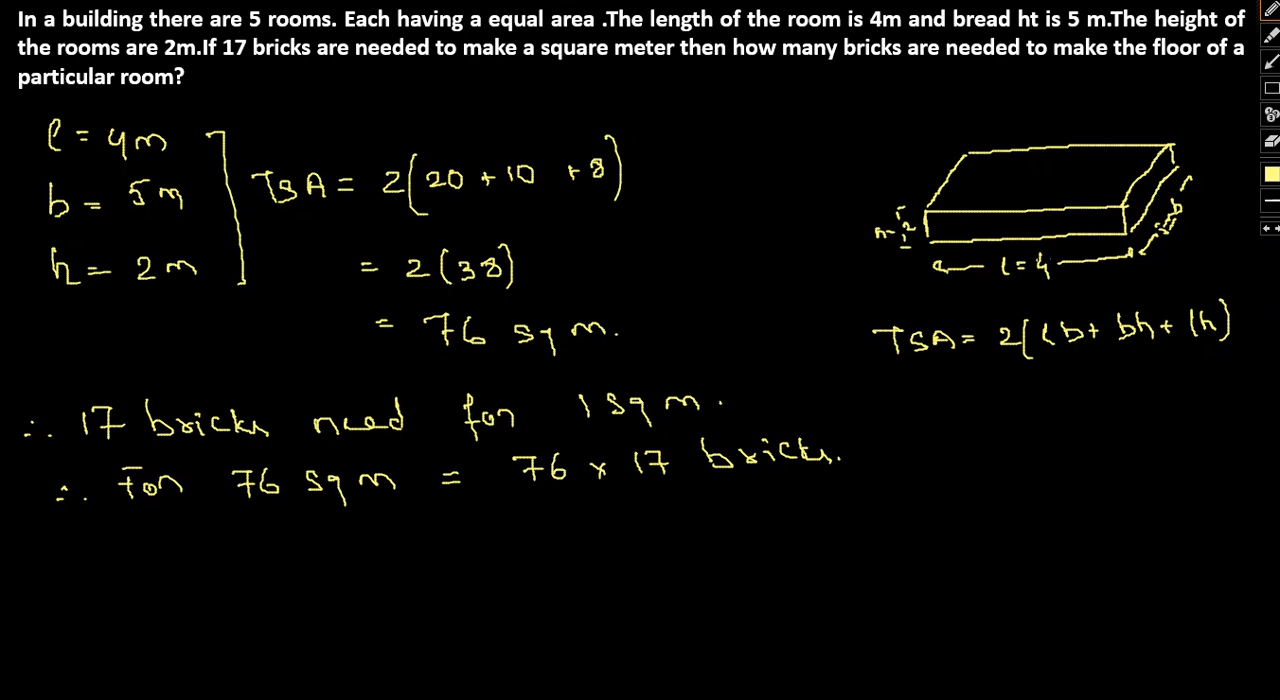 In a building there are 5 rooms. Each having a equal area .The length of the room is 4m and bread ht is 5 m.The height of
the rooms are 2m.If 17 bricks are needed to make a square meter then how many bricks are needed to make the floor of a
particular room?
l = 4m
b = 5m
h = 2m
TSA = 2(20 + 10 + 8)
= 2(38)
= 76 sq m.
h=2
l = 4
5=b
TSA = 2(lb + bh + lh)
∴ 17 bricks need for 1 sq m.
∴ For 76 sq m = 76 × 17 bricks.